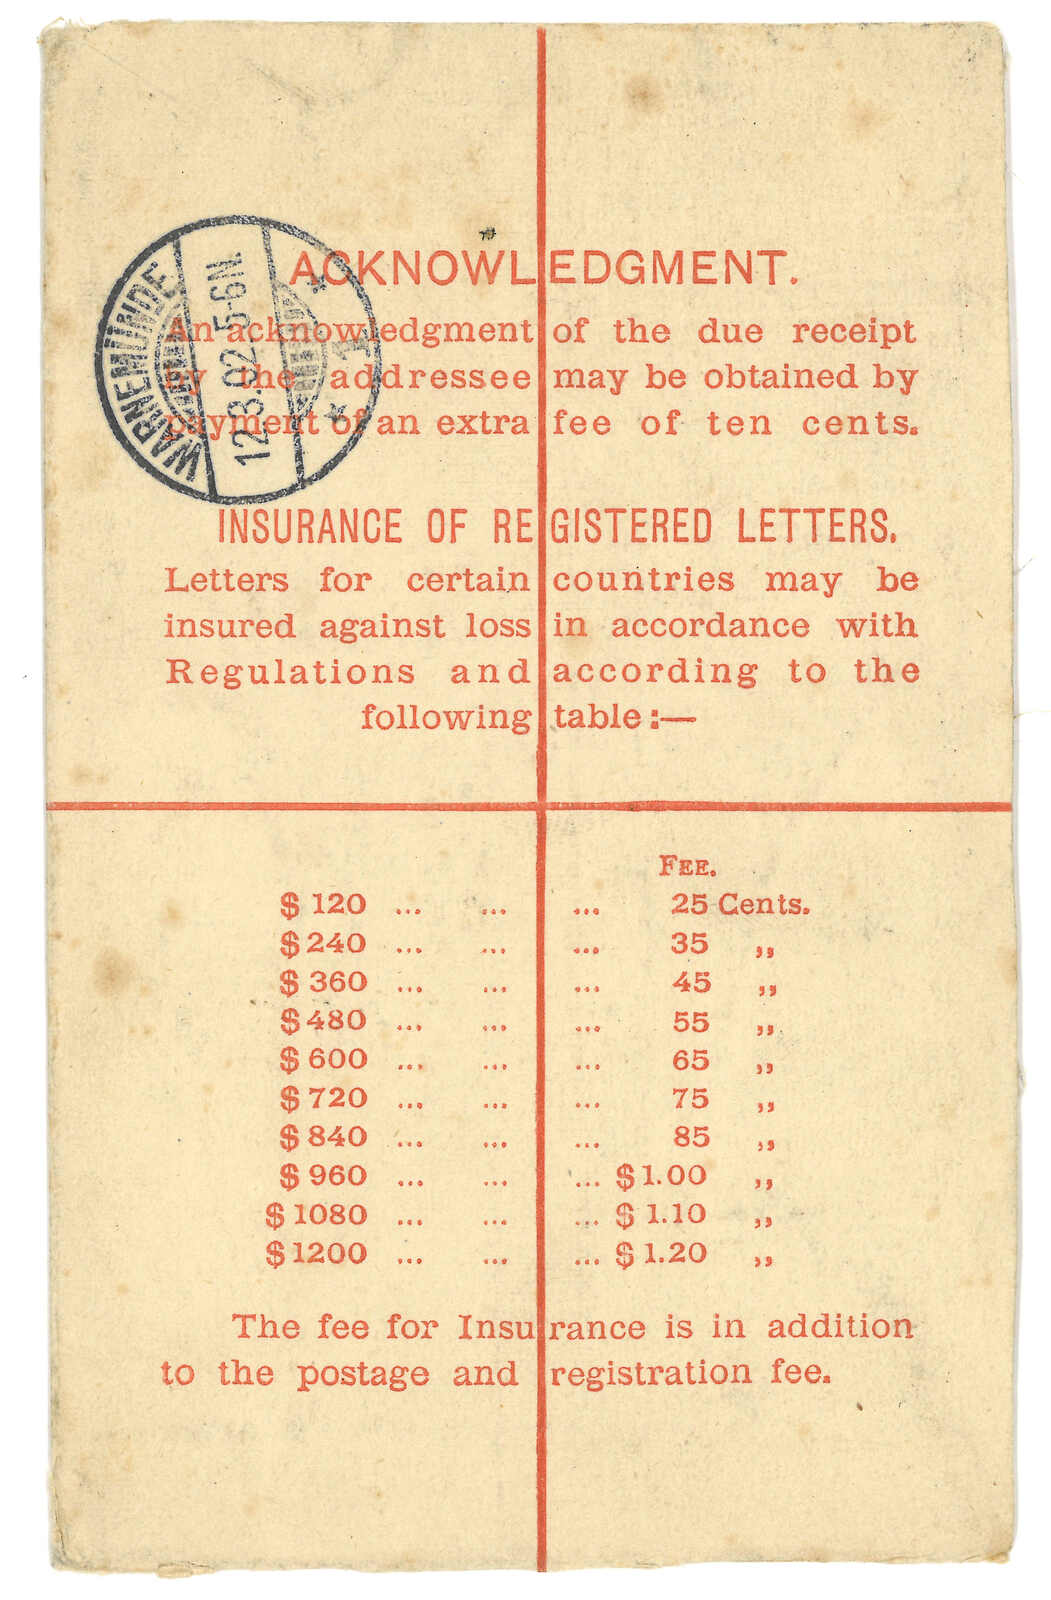 WARNEMÜNDE
12.3.02.5-6N.
* 1 *
ACKNOWLEDGMENT.
An acknowledgment of the due receipt
by the addressee may be obtained by
payment of an extra fee of ten cents.
INSURANCE OF REGISTERED LETTERS.
Letters for certain countries may be
insured against loss in accordance with
Regulations and according to the
following table:—
FEE.
$ 120 ... ... ... 25 Cents.
$ 240 ... ... ... 35 ,,
$ 360 ... ... ... 45 ,,
$ 480 ... ... ... 55 ,,
$ 600 ... ... ... 65 ,,
$ 720 ... ... ... 75 ,,
$ 840 ... ... ... 85 ,,
$ 960 ... ... ... $ 1.00 ,,
$ 1080 ... ... ... $ 1.10 ,,
$ 1200 ... ... ... $ 1.20 ,,
The fee for Insurance is in addition
to the postage and registration fee.